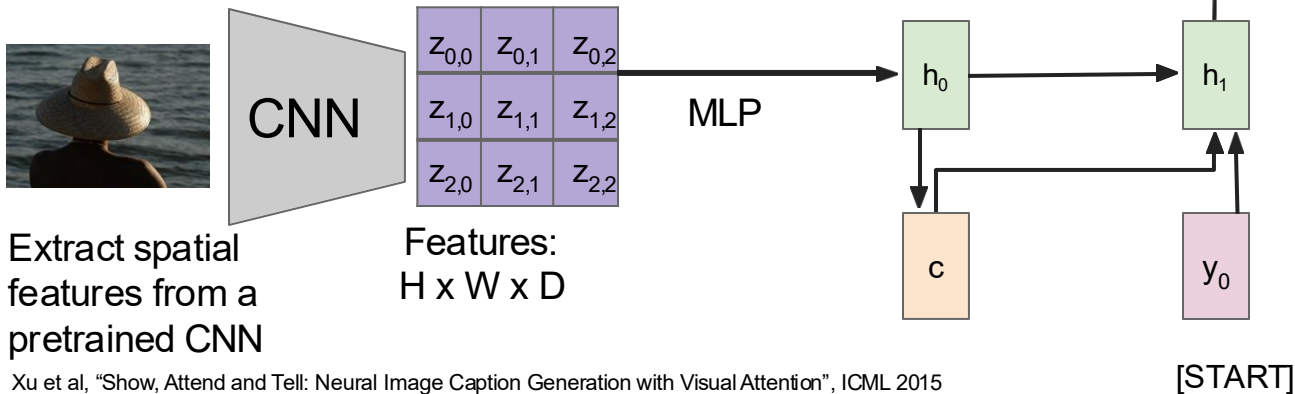 CNN
z0,0 z0,1 z0,2
z1,0 z1,1 z1,2
z2,0 z2,1 z2,2
MLP
h0
h1
c
y0
Extract spatial
features from a
pretrained CNN
Features:
H x W x D
Xu et al, “Show, Attend and Tell: Neural Image Caption Generation with Visual Attention”, ICML 2015
[START]